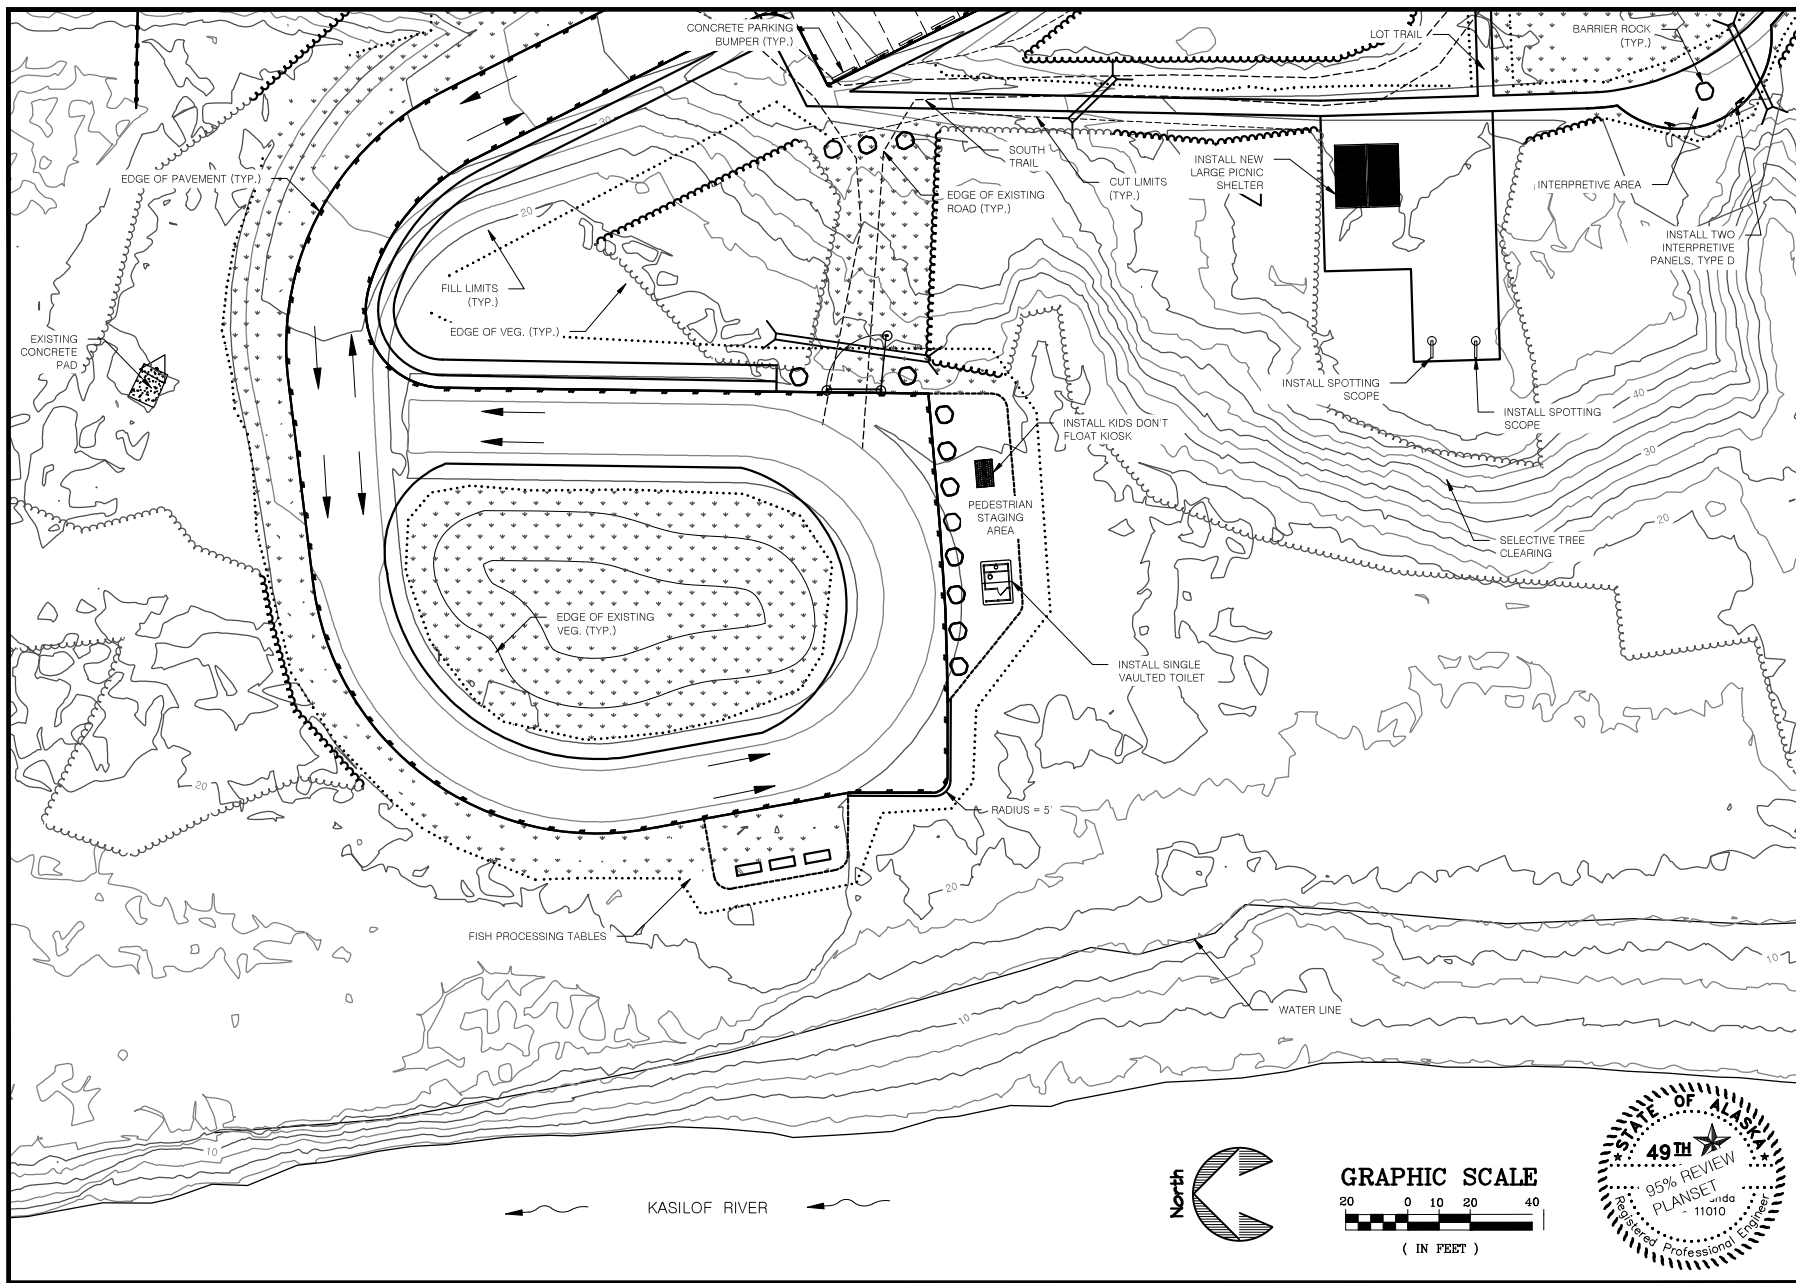 CONCRETE PARKING
BUMPER (TYP.)
LOT TRAIL
BARRIER ROCK
(TYP.)
30
SOUTH
TRAIL
INSTALL NEW
LARGE PICNIC
SHELTER
EDGE OF PAVEMENT (TYP.)
CUT LIMITS
(TYP.)
INTERPRETIVE AREA
EDGE OF EXISTING
ROAD (TYP.)
20
INSTALL TWO
INTERPRETIVE
PANELS, TYPE D
FILL LIMITS
(TYP.)
EDGE OF VEG. (TYP.)
EXISTING
CONCRETE
PAD
INSTALL SPOTTING
SCOPE
40
INSTALL SPOTTING
SCOPE
INSTALL KIDS DON'T
FLOAT KIOSK
30
PEDESTRIAN
STAGING
AREA
20
SELECTIVE TREE
CLEARING
EDGE OF EXISTING
VEG. (TYP.)
INSTALL SINGLE
VAULTED TOILET
20
RADIUS = 5'
20
FISH PROCESSING TABLES
10
WATER LINE
10
10
KASILOF RIVER
North
GRAPHIC SCALE
20 0 10 20 40
( IN FEET )
STATE OF ALASKA
49TH
95% REVIEW
PLANSET
11010
Registered Professional Engineer